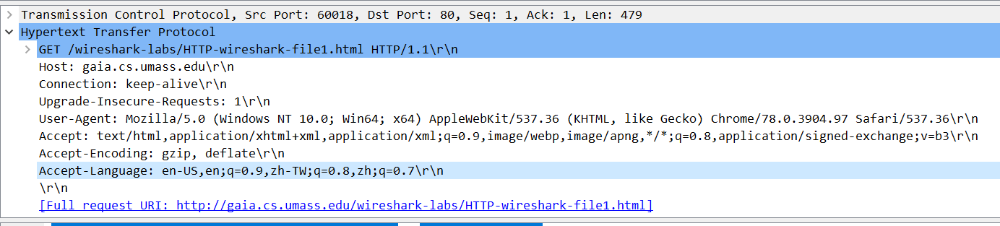 Transmission Control Protocol, Src Port: 60018, Dst Port: 80, Seq: 1, Ack: 1, Len: 479
Hypertext Transfer Protocol
GET /wireshark-labs/HTTP-wireshark-file1.html HTTP/1.1\r\n
Host: gaia.cs.umass.edu\r\n
Connection: keep-alive\r\n
Upgrade-Insecure-Requests: 1\r\n
User-Agent: Mozilla/5.0 (Windows NT 10.0; Win64; x64) AppleWebKit/537.36 (KHTML, like Gecko) Chrome/78.0.3904.97 Safari/537.36\r\n
Accept: text/html,application/xhtml+xml,application/xml;q=0.9,image/webp,image/apng,*/*;q=0.8,application/signed-exchange;v=b3\r\n
Accept-Encoding: gzip, deflate\r\n
Accept-Language: en-US,en;q=0.9,zh-TW;q=0.8,zh;q=0.7\r\n
\r\n
[Full request URI: http://gaia.cs.umass.edu/wireshark-labs/HTTP-wireshark-file1.html]